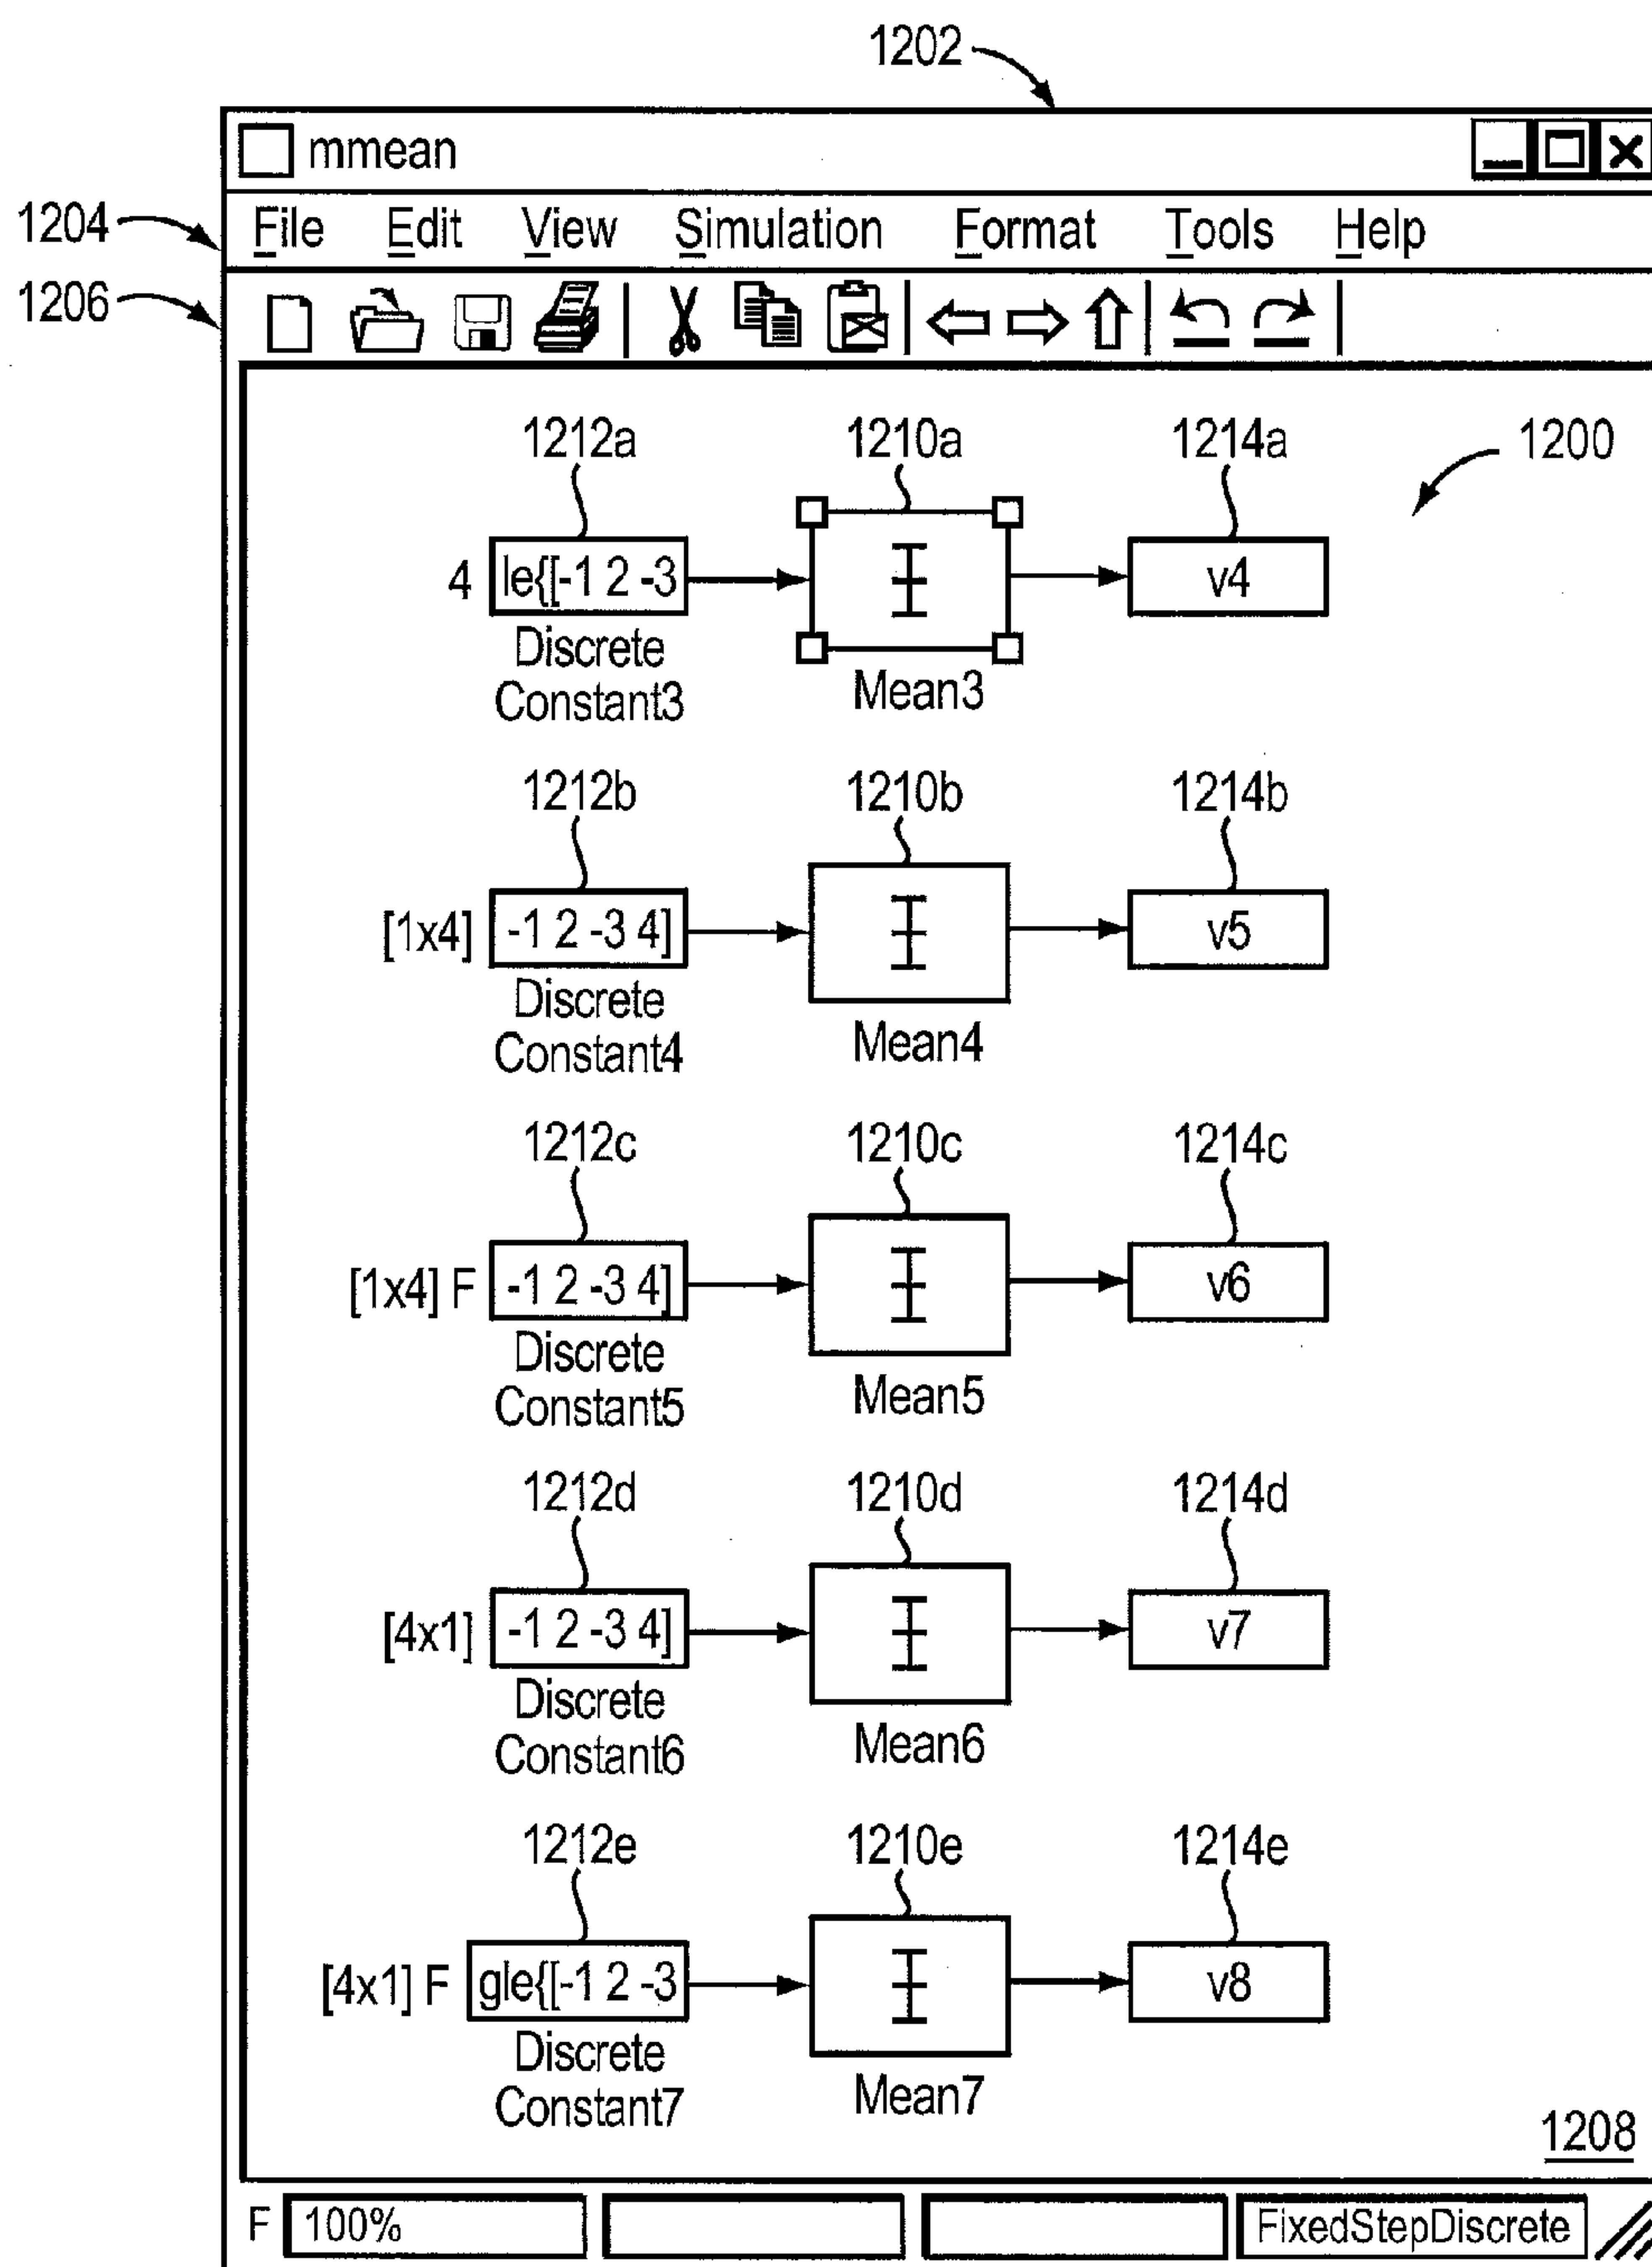 1202
mmean
1204
File Edit View Simulation Format Tools Help
1206
1212a 1210a 1214a
1200
4 le{[-1 2 -3 v4
Discrete
Constant3 Mean3
1212b 1210b 1214b
[1x4] -1 2 -3 4] v5
Discrete
Constant4 Mean4
1212c 1210c 1214c
[1x4] F -1 2 -3 4] v6
Discrete
Constant5 Mean5
1212d 1210d 1214d
[4x1] -1 2 -3 4] v7
Discrete
Constant6 Mean6
1212e 1210e 1214e
[4x1] F gle{[-1 2 -3 v8
Discrete
Constant7 Mean7
1208
F 100% FixedStepDiscrete